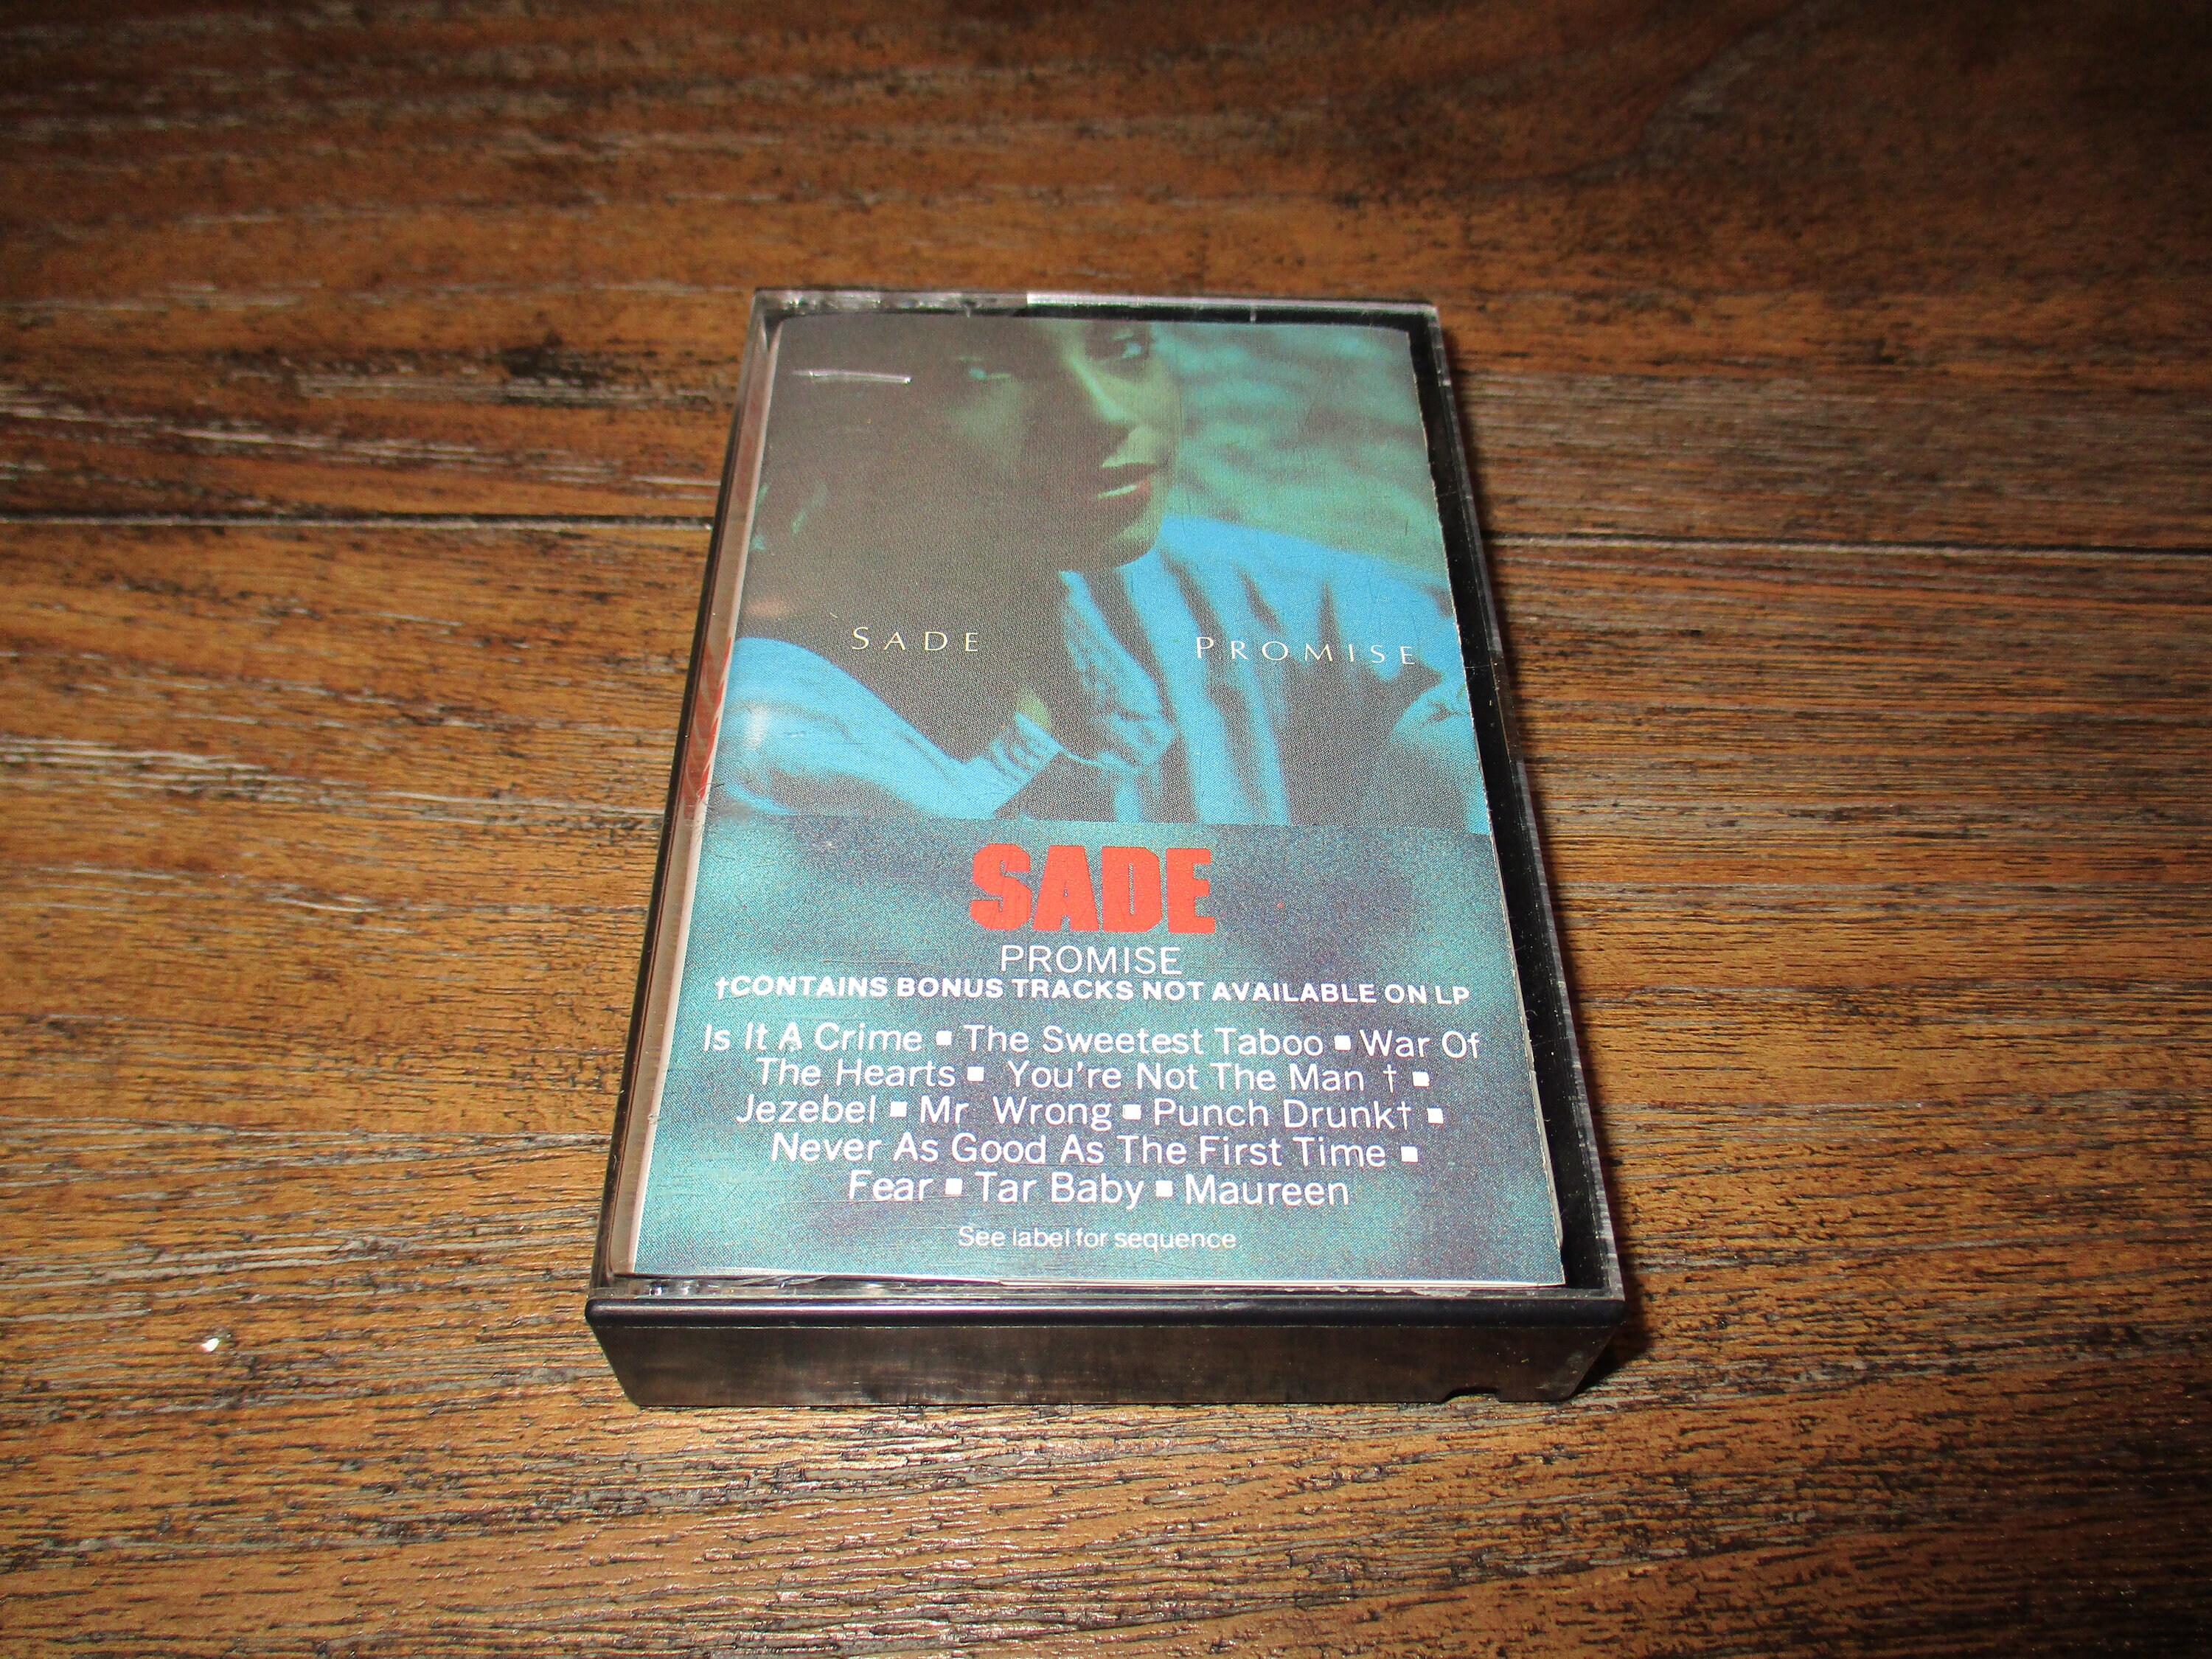 SADE PROMISE
SADE
PROMISE
†CONTAINS BONUS TRACKS NOT AVAILABLE ON LP
Is It A Crime ▪ The Sweetest Taboo ▪ War Of
The Hearts ▪ You're Not The Man † ▪
Jezebel ▪ Mr Wrong ▪ Punch Drunk† ▪
Never As Good As The First Time ▪
Fear ▪ Tar Baby ▪ Maureen
See label for sequence